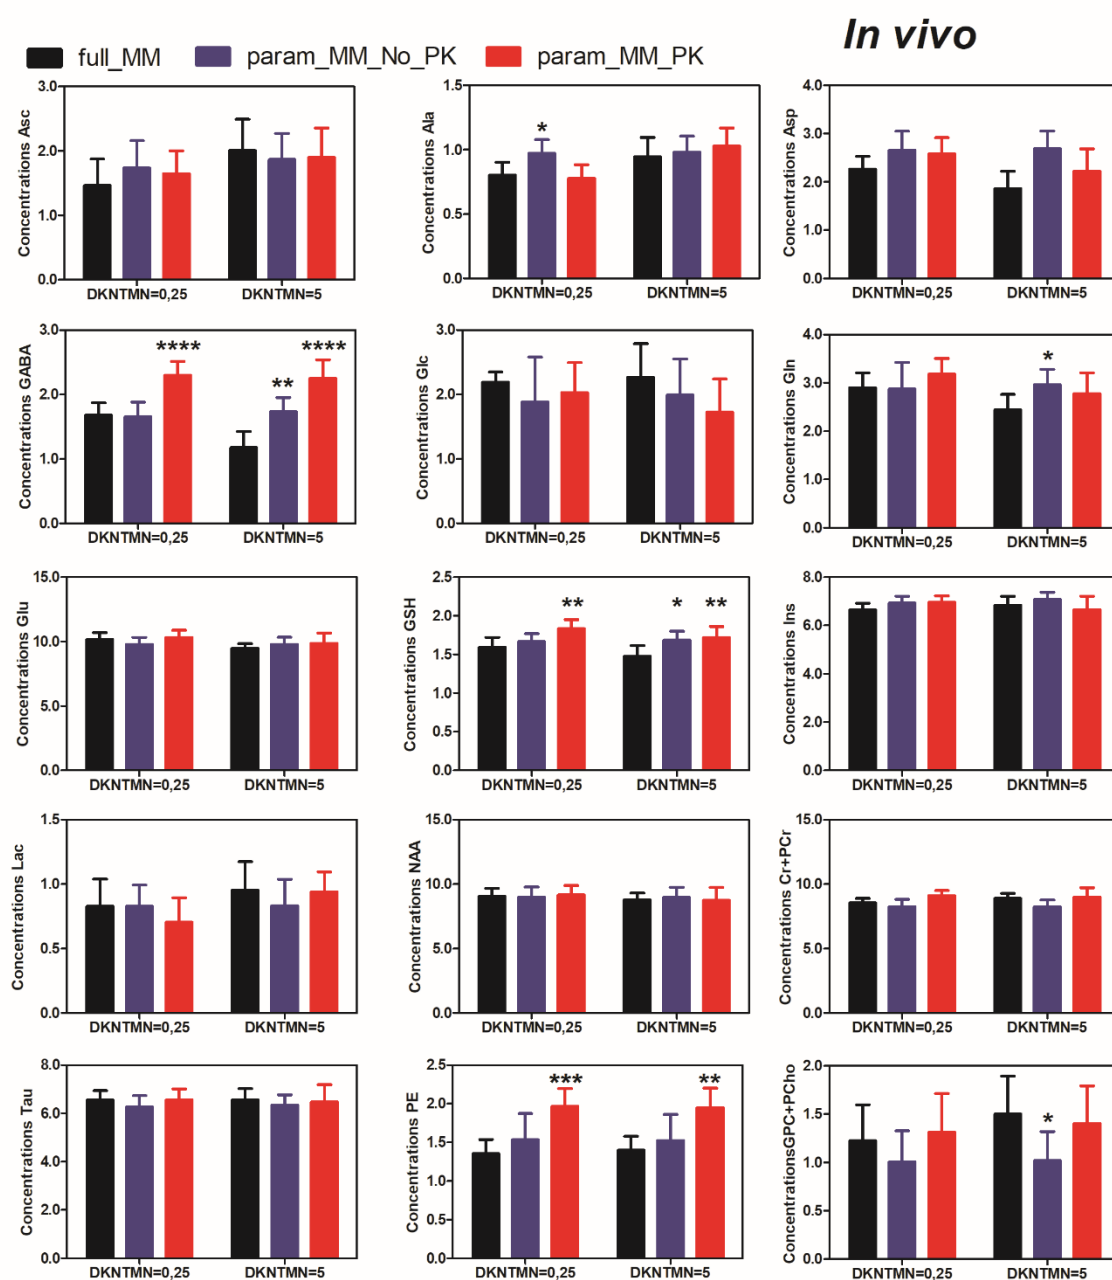 In vivo
full_MM param_MM_No_PK param_MM_PK
Concentrations Asc
3.0
2.0
1.0
0.0
DKNTMN=0,25 DKNTMN=5
Concentrations Ala
1.5
1.0
0.5
0.0
*
DKNTMN=0,25 DKNTMN=5
Concentrations Asp
4.0
3.0
2.0
1.0
0.0
DKNTMN=0,25 DKNTMN=5
Concentrations GABA
3.0
2.0
1.0
0.0
**** ** ****
DKNTMN=0,25 DKNTMN=5
Concentrations Glc
3.0
2.0
1.0
0.0
DKNTMN=0,25 DKNTMN=5
Concentrations Gln
4.0
3.0
2.0
1.0
0.0
*
DKNTMN=0,25 DKNTMN=5
Concentrations Glu
15.0
10.0
5.0
0.0
DKNTMN=0,25 DKNTMN=5
Concentrations GSH
2.5
2.0
1.5
1.0
0.5
0.0
** * **
DKNTMN=0,25 DKNTMN=5
Concentrations Ins
8.0
6.0
4.0
2.0
0.0
DKNTMN=0,25 DKNTMN=5
Concentrations Lac
1.5
1.0
0.5
0.0
DKNTMN=0,25 DKNTMN=5
Concentrations NAA
15.0
10.0
5.0
0.0
DKNTMN=0,25 DKNTMN=5
Concentrations Cr+PCr
15.0
10.0
5.0
0.0
DKNTMN=0,25 DKNTMN=5
Concentrations Tau
8.0
6.0
4.0
2.0
0.0
DKNTMN=0,25 DKNTMN=5
Concentrations PE
2.5
2.0
1.5
1.0
0.5
0.0
*** **
DKNTMN=0,25 DKNTMN=5
ConcentrationsGPC+PCho
2.0
1.5
1.0
0.5
0.0
*
DKNTMN=0,25 DKNTMN=5